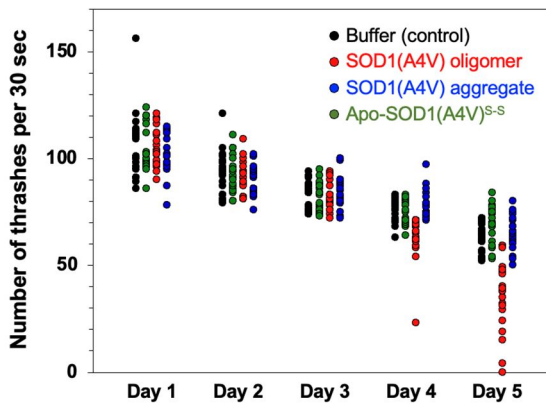 Number of thrashes per 30 sec
150
100
50
0
Buffer (control)
SOD1(A4V) oligomer
SOD1(A4V) aggregate
Apo-SOD1(A4V)S-S
Day 1 Day 2 Day 3 Day 4 Day 5